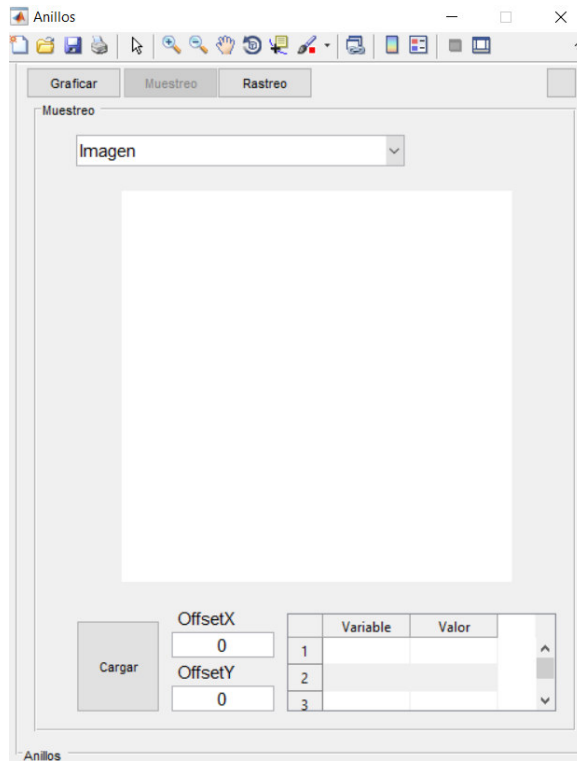 Anillos
Graficar Muestreo Rastreo
Muestreo
Imagen
OffsetX
0
OffsetY
0
Cargar
Variable Valor
1
2
3
Anillos